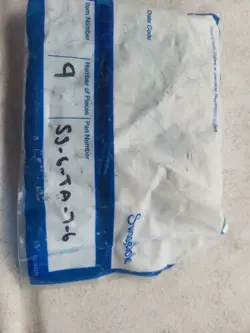 Date Code:
Item Number
Number of Pieces
Part Number
9
SS-6-TA-7-6
Swagelok